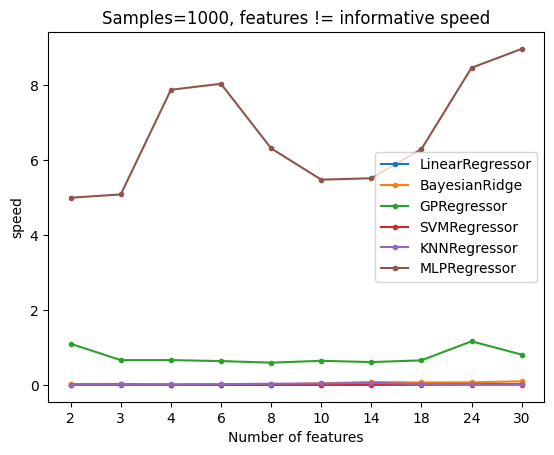 Samples=1000, features != informative speed
speed
8
6
4
2
0
LinearRegressor
BayesianRidge
GPRegressor
SVMRegressor
KNNRegressor
MLPRegressor
2 3 4 6 8 10 14 18 24 30
Number of features